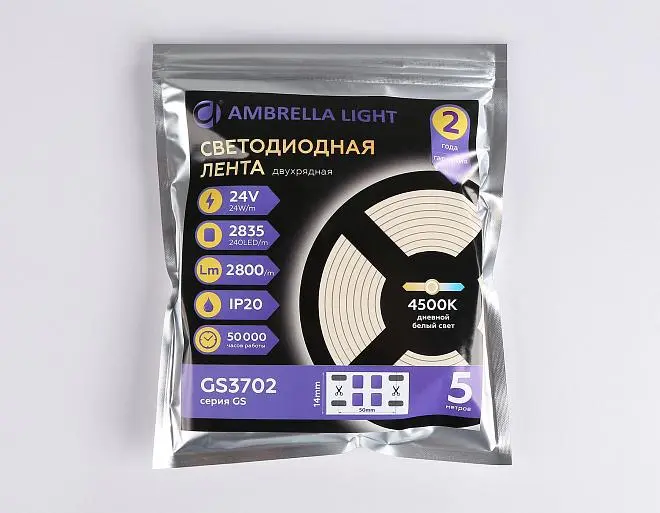 AMBRELLA LIGHT
2
года
гарантия
СВЕТОДИОДНАЯ
ЛЕНТА двухрядная
24V
24W/m
2835
240LED/m
Lm 2800/m
IP20
50000
часов работы
4500K
дневной
белый свет
GS3702
серия GS
14mm
50mm
5
метров